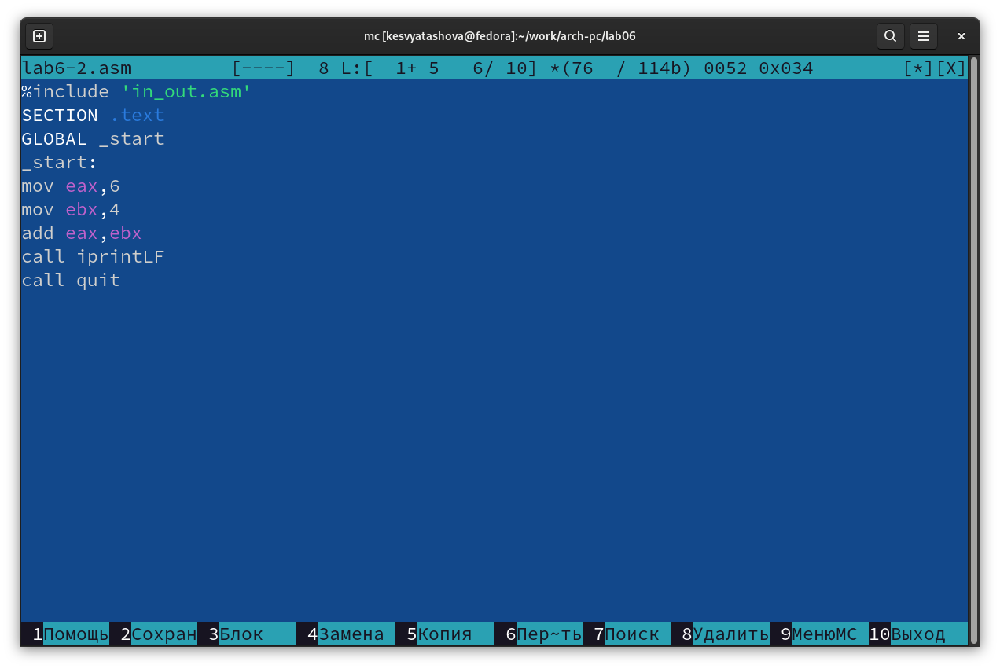 mc [kesvyatashova@fedora]:~/work/arch-pc/lab06
lab6-2.asm [----] 8 L:[ 1+ 5 6/ 10] *(76 / 114b) 0052 0x034 [*][X]
%include 'in_out.asm'
SECTION .text
GLOBAL _start
_start:
mov eax,6
mov ebx,4
add eax,ebx
call iprintLF
call quit
1Помощь 2Сохран 3Блок 4Замена 5Копия 6Пер~ть 7Поиск 8Удалить 9МенюМС 10Выход